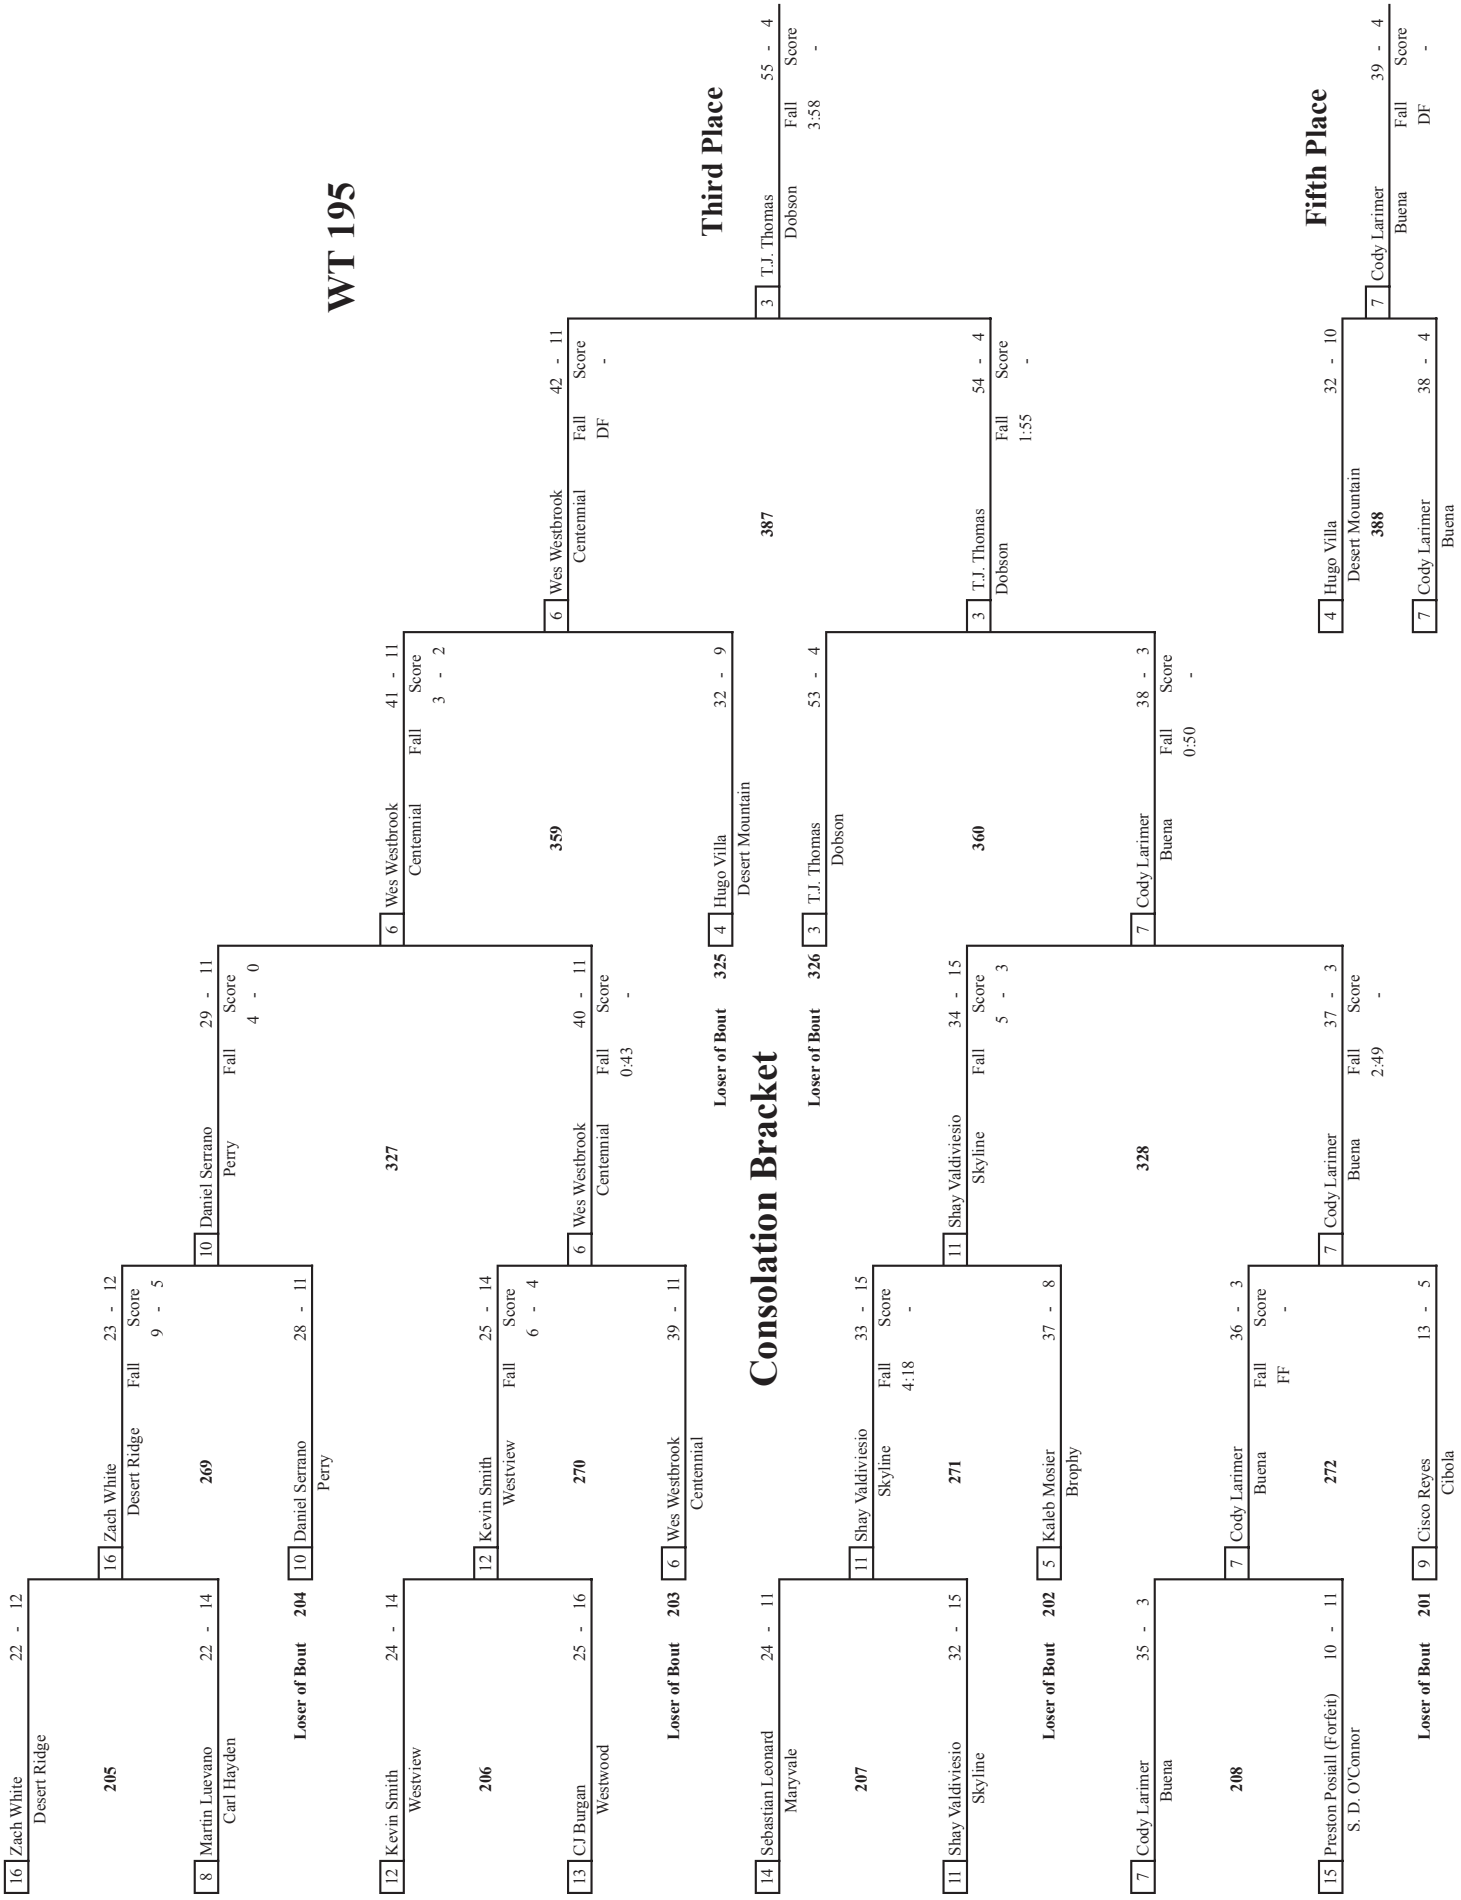 WT 195
Consolation Bracket
16 Zach White 22 - 12
Desert Ridge
205
8 Martin Luevano 22 - 14
Carl Hayden
Loser of Bout 204
12 Kevin Smith 24 - 14
Westview
206
13 CJ Burgan 25 - 16
Westwood
Loser of Bout 203
14 Sebastian Leonard 24 - 11
Maryvale
207
11 Shay Valdiviesio 32 - 15
Skyline
Loser of Bout 202
7 Cody Larimer 35 - 3
Buena
208
15 Preston Posiall (Forfeit) 10 - 11
S. D. O'Connor
Loser of Bout 201
16 Zach White 23 - 12
Desert Ridge Fall Score
9 - 5
269
10 Daniel Serrano 28 - 11
Perry
12 Kevin Smith 25 - 14
Westview Fall Score
6 - 4
270
6 Wes Westbrook 39 - 11
Centennial
11 Shay Valdiviesio 33 - 15
Skyline Fall Score
4:18 -
271
5 Kaleb Mosier 37 - 8
Brophy
7 Cody Larimer 36 - 3
Buena Fall Score
FF -
272
9 Cisco Reyes 13 - 5
Cibola
10 Daniel Serrano 29 - 11
Perry Fall Score
4 - 0
327
6 Wes Westbrook 40 - 11
Centennial Fall Score
0:43 -
Loser of Bout 325
Loser of Bout 326
11 Shay Valdiviesio 34 - 15
Skyline Fall Score
5 - 3
328
7 Cody Larimer 37 - 3
Buena Fall Score
2:49 -
6 Wes Westbrook 41 - 11
Centennial Fall Score
3 - 2
359
4 Hugo Villa 32 - 9
Desert Mountain
3 T.J. Thomas 53 - 4
Dobson
360
7 Cody Larimer 38 - 3
Buena Fall Score
0:50 -
6 Wes Westbrook 42 - 11
Centennial Fall Score
DF -
387
3 T.J. Thomas 54 - 4
Dobson Fall Score
1:55 -
4 Hugo Villa 32 - 10
Desert Mountain
388
7 Cody Larimer 38 - 4
Buena
Third Place
3 T.J. Thomas 55 - 4
Dobson Fall Score
3:58 -
Fifth Place
7 Cody Larimer 39 - 4
Buena Fall Score
DF -